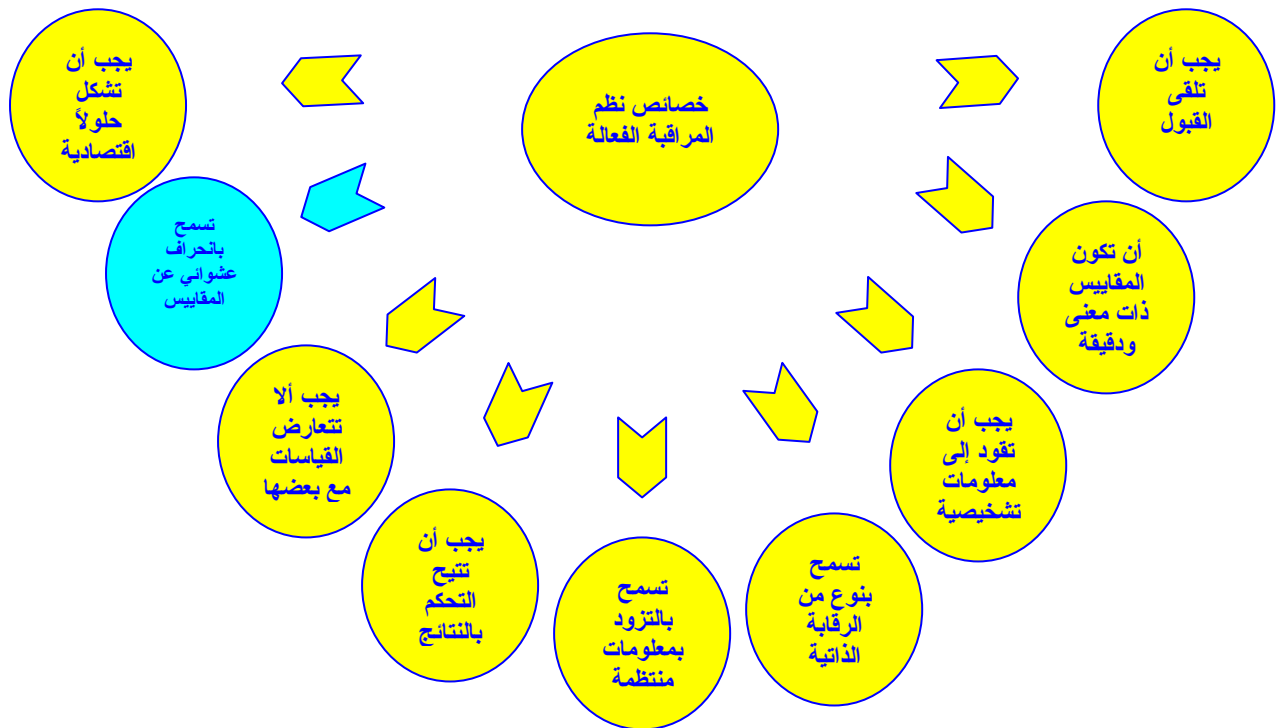 خصائص نظم
المراقبة الفعالة
يجب أن
تلقى
القبول
أن تكون
المقاييس
ذات معنى
ودقيقة
يجب أن
تقود إلى
معلومات
تشخيصية
تسمح
بنوع من
الرقابة
الذاتية
تسمح
بالتزود
بمعلومات
منتظمة
يجب أن
تتيح
التحكم
بالنتائج
يجب ألا
تتعارض
القياسات
مع بعضها
تسمح
بانحراف
عشوائي عن
المقاييس
يجب أن
تشكل
حلولاً
اقتصادية